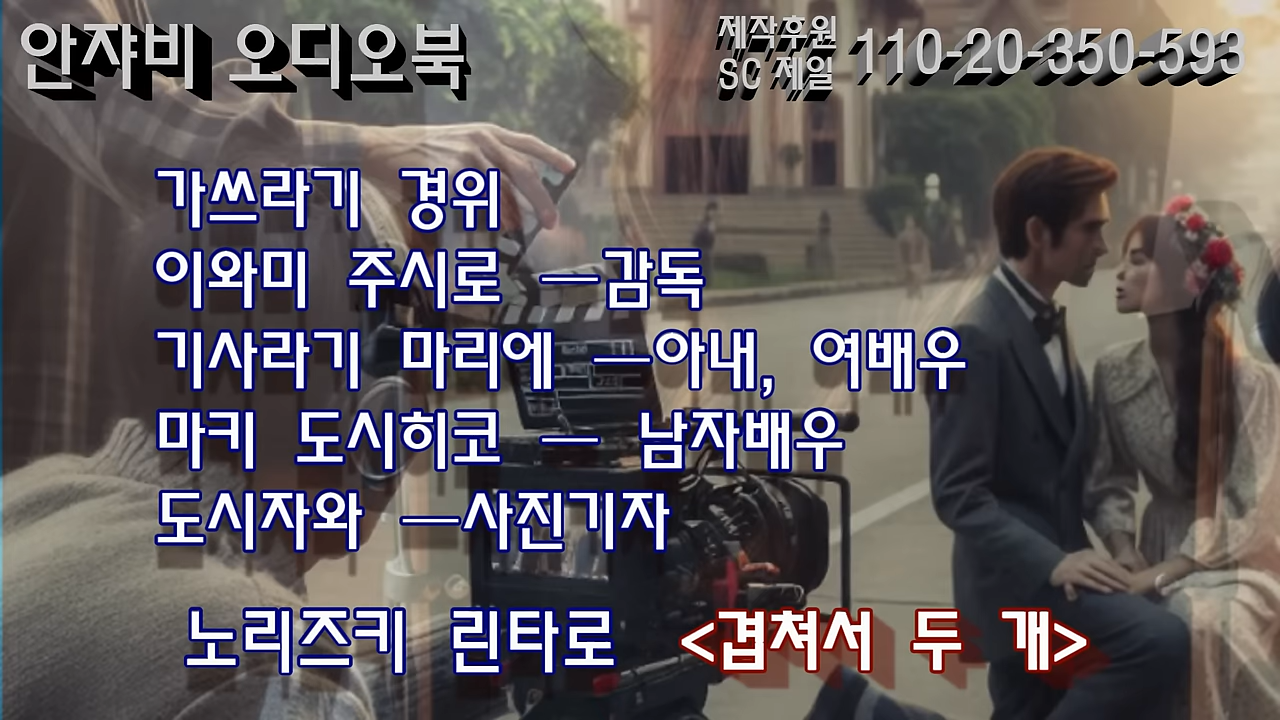 안쟈비 오디오북
제작후원
SC 제일 110-20-350-593
가쓰라기 경위
이와미 주시로 —감독
기사라기 마리에 —아내, 여배우
마키 도시히코 — 남자배우
도시자와 —사진기자
노리즈키 린타로 <겹쳐서 두 개>